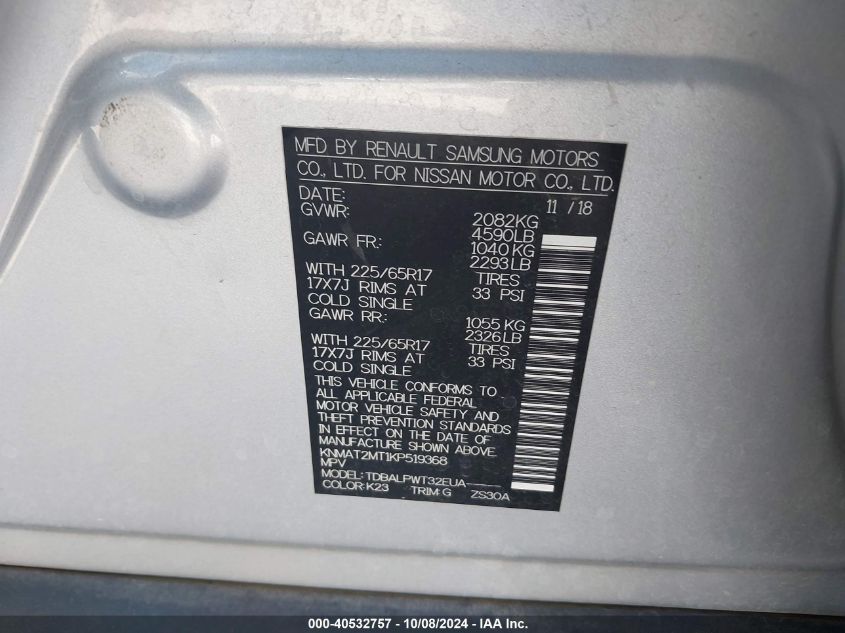 MFD BY RENAULT SAMSUNG MOTORS
CO., LTD. FOR NISSAN MOTOR CO., LTD.
DATE: 11 / 18
GVWR: 2082KG
4590LB
GAWR FR.: 1040 KG
2293LB
WITH 225/65R17 TIRES
17X7J RIMS AT 33 PSI
COLD SINGLE
GAWR RR.: 1055 KG
2326LB
WITH 225/65R17 TIRES
17X7J RIMS AT 33 PSI
COLD SINGLE
THIS VEHICLE CONFORMS TO
ALL APPLICABLE FEDERAL
MOTOR VEHICLE SAFETY AND
THEFT PREVENTION STANDARDS
IN EFFECT ON THE DATE OF
MANUFACTURE SHOWN ABOVE.
KNMAT2MT1KP519368
MPV
MODEL: TDBALPWT32EUA-----
COLOR:K23 TRIM:G ZS30A
000-40532757 - 10/08/2024 - IAA Inc.